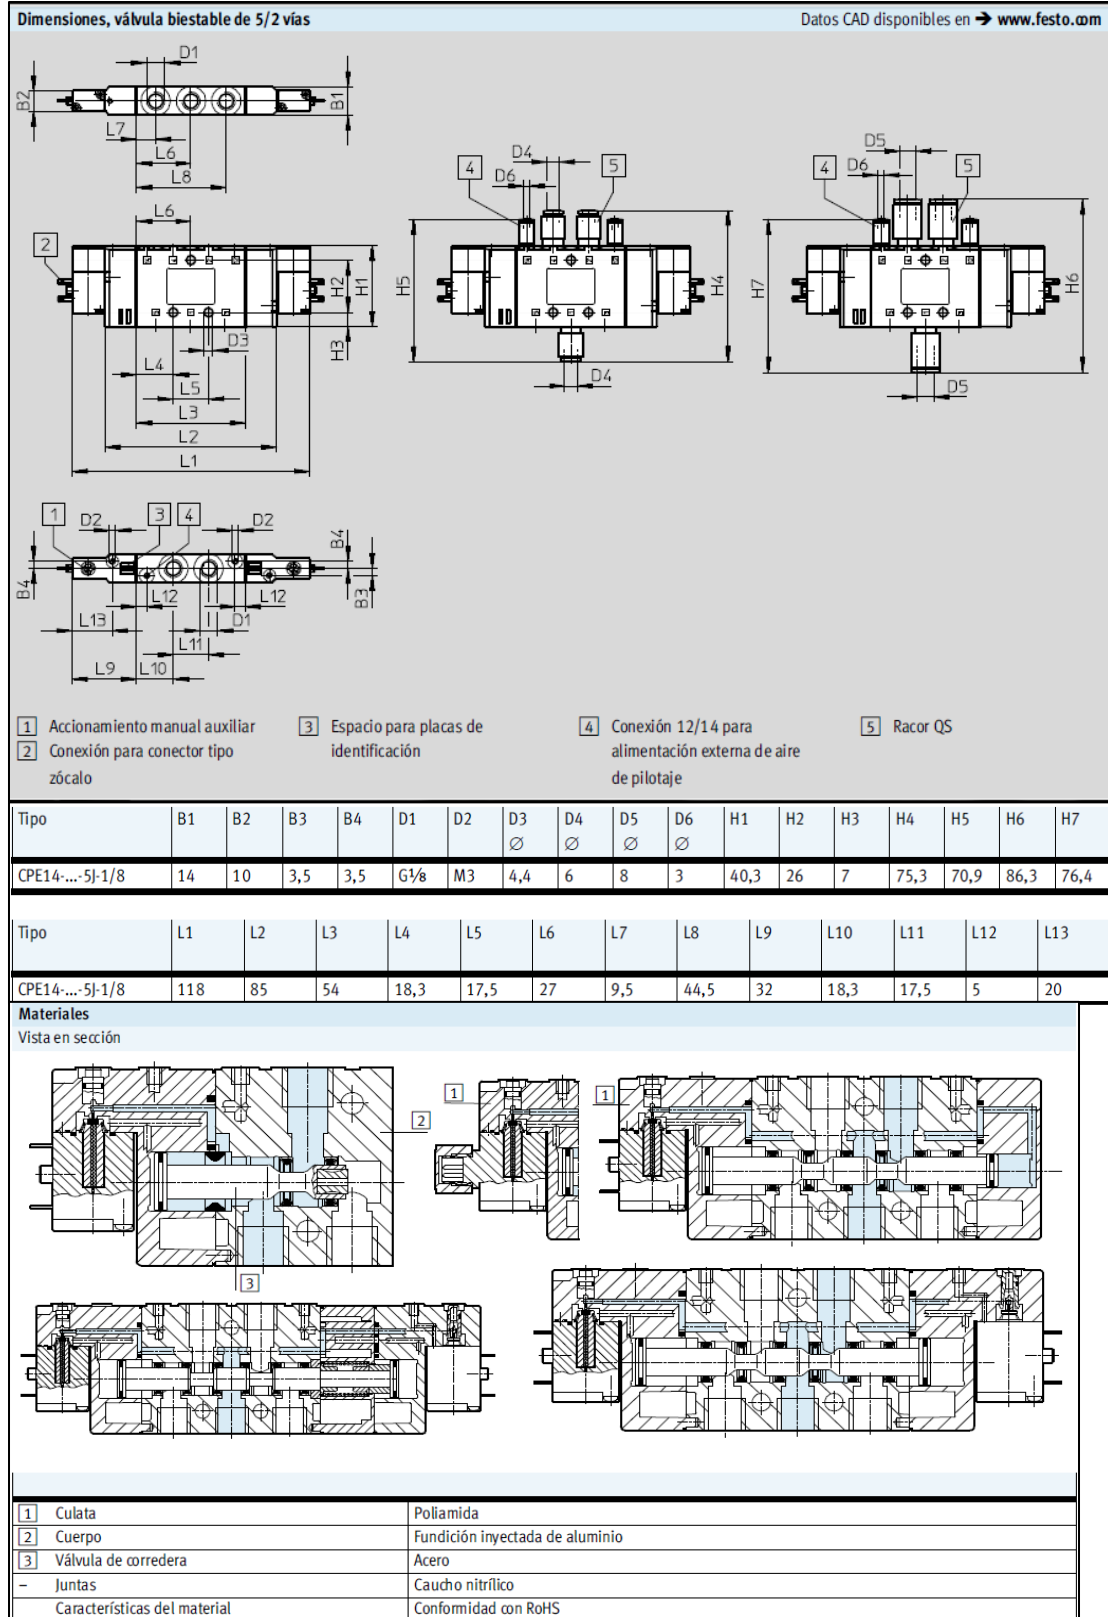 Dimensiones, válvula biestable de 5/2 vías
Datos CAD disponibles en ➔ www.festo.com
D1
B2
B1
L7
L6
L8
L6
2
H2
H1
H3
D3
L4
L5
L3
L2
L1
D4
4
5
D6
H5
H4
D4
D5
4
D6
5
H7
H6
D5
1
D2
3
4
D2
B4
B4
B3
L12
L12
L13
D1
L11
L9
L10
1 Accionamiento manual auxiliar
2 Conexión para conector tipo
zócalo
3 Espacio para placas de
identificación
4 Conexión 12/14 para
alimentación externa de aire
de pilotaje
5 Racor QS
Tipo B1 B2 B3 B4 D1 D2 D3 D4 D5 D6 H1 H2 H3 H4 H5 H6 H7
∅ ∅ ∅ ∅
CPE14-...-5J-1/8 14 10 3,5 3,5 G⅛ M3 4,4 6 8 3 40,3 26 7 75,3 70,9 86,3 76,4
Tipo L1 L2 L3 L4 L5 L6 L7 L8 L9 L10 L11 L12 L13
CPE14-...-5J-1/8 118 85 54 18,3 17,5 27 9,5 44,5 32 18,3 17,5 5 20
Materiales
Vista en sección
2
1
1
3
1 Culata Poliamida
2 Cuerpo Fundición inyectada de aluminio
3 Válvula de corredera Acero
– Juntas Caucho nitrílico
Características del material Conformidad con RoHS